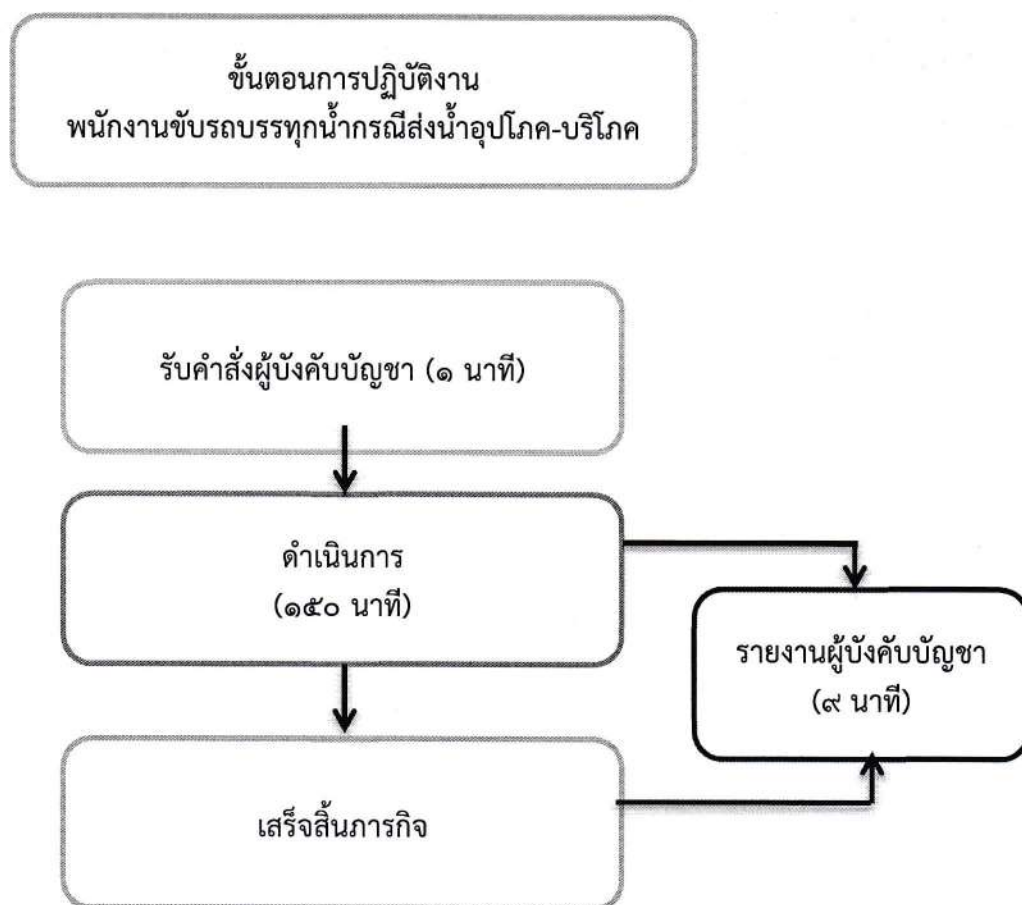 ขั้นตอนการปฏิบัติงาน
พนักงานขับรถบรรทุกน้ำกรณีส่งน้ำอุปโภค-บริโภค
รับคำสั่งผู้บังคับบัญชา (๑ นาที)
ดำเนินการ
(๑๕๐ นาที)
รายงานผู้บังคับบัญชา
(๙ นาที)
เสร็จสิ้นภารกิจ